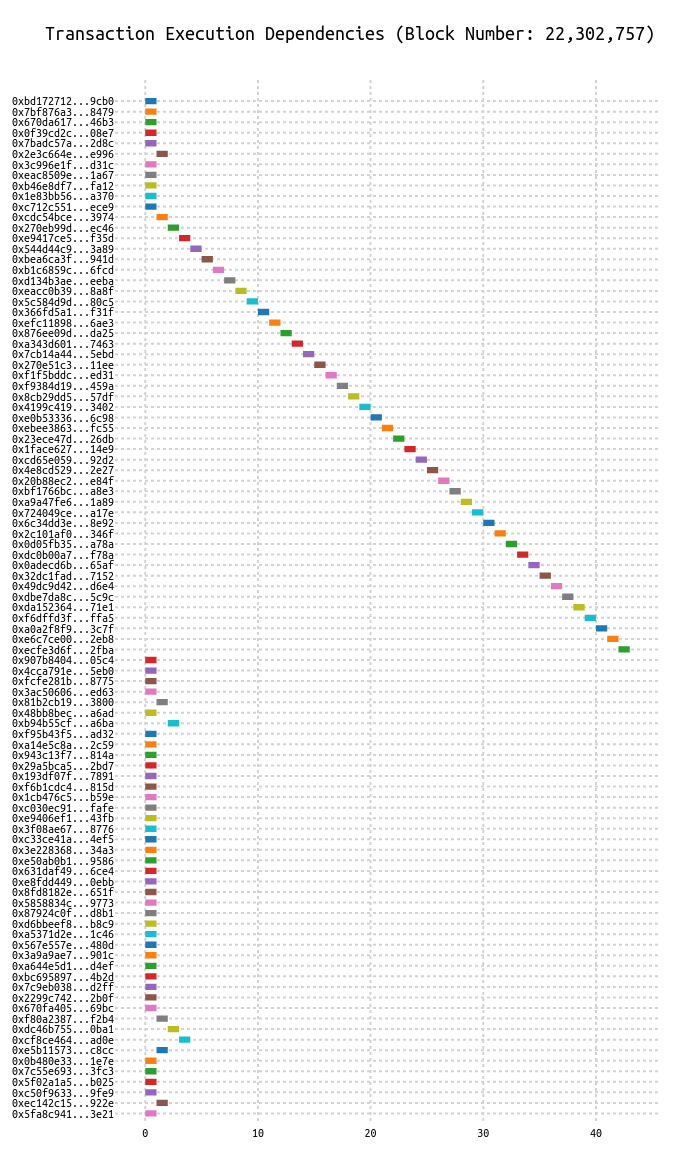 Transaction Execution Dependencies (Block Number: 22,302,757)
0xbd172712...9cb0
0x7bf876a3...8479
0x670da617...46b3
0x0f39cd2c...08e7
0x7badc57a...2d8c
0x2e3c664e...e996
0x3c996e1f...d31c
0xeac8509e...1a67
0xb46e8df7...fa12
0x1e83bb56...a370
0xc712c551...ece9
0xcdc54bce...3974
0x270eb99d...ec46
0xe9417ce5...f35d
0x544d44c9...3a89
0xbea6ca3f...941d
0xb1c6859c...6fcd
0xd134b3ae...eeba
0xeacc0b39...8a8f
0x5c584d9d...80c5
0x366fd5a1...f31f
0xefc11898...6ae3
0x876ee09d...da25
0xa343d601...7463
0x7cb14a44...5ebd
0x270e51c3...11ee
0xf1f5bddc...ed31
0xf9384d19...459a
0x8cb29dd5...57df
0x4199c419...3402
0xe0b53336...6c98
0xebee3863...fc55
0x23ece47d...26db
0x1face627...14e9
0xcd65e059...92d2
0x4e8cd529...2e27
0x20b88ec2...e84f
0xbf1766bc...a8e3
0xa9a47fe6...1a89
0x724049ce...a17e
0x6c34dd3e...8e92
0x2c101af0...346f
0x0d05fb35...a78a
0xdc0b00a7...f78a
0x0adecd6b...65af
0x32dc1fad...7152
0x49dc9d42...d6e4
0xdbe7da8c...5c9c
0xda152364...71e1
0xf6dffd3f...ffa5
0xa0a2f8f9...3c7f
0xe6c7ce00...2eb8
0xecfe3d6f...2fba
0x907b8404...05c4
0x4cca791e...5eb0
0xfcfe281b...8775
0x3ac50606...ed63
0x81b2cb19...3800
0x48bb8bec...a6ad
0xb94b55cf...a6ba
0xf95b43f5...ad32
0xa14e5c8a...2c59
0x943c13f7...814a
0x29a5bca5...2bd7
0x193df07f...7891
0xf6b1cdc4...815d
0x1cb476c5...b59e
0xc030ec91...fafe
0xe9406ef1...43fb
0x3f08ae67...8776
0xc33ce41a...4ef5
0x3e228368...34a3
0xe50ab0b1...9586
0x631daf49...6ce4
0xe8fdd449...0ebb
0x8fd8182e...651f
0x5858834c...9773
0x87924c0f...d8b1
0xd6bbeef8...b8c9
0xa5371d2e...1c46
0x567e557e...480d
0x3a9a9ae7...901c
0xa644e5d1...d4ef
0xbc695897...4b2d
0x7c9eb038...d2ff
0x2299c742...2b0f
0x670fa405...69bc
0xf80a2387...f2b4
0xdc46b755...0ba1
0xcf8ce464...ad0e
0xe5b11573...c8cc
0x0b480e33...1e7e
0x7c55e693...3fc3
0x5f02a1a5...b025
0xc50f9633...9fe9
0xec142c15...922e
0x5fa8c941...3e21
0 10 20 30 40